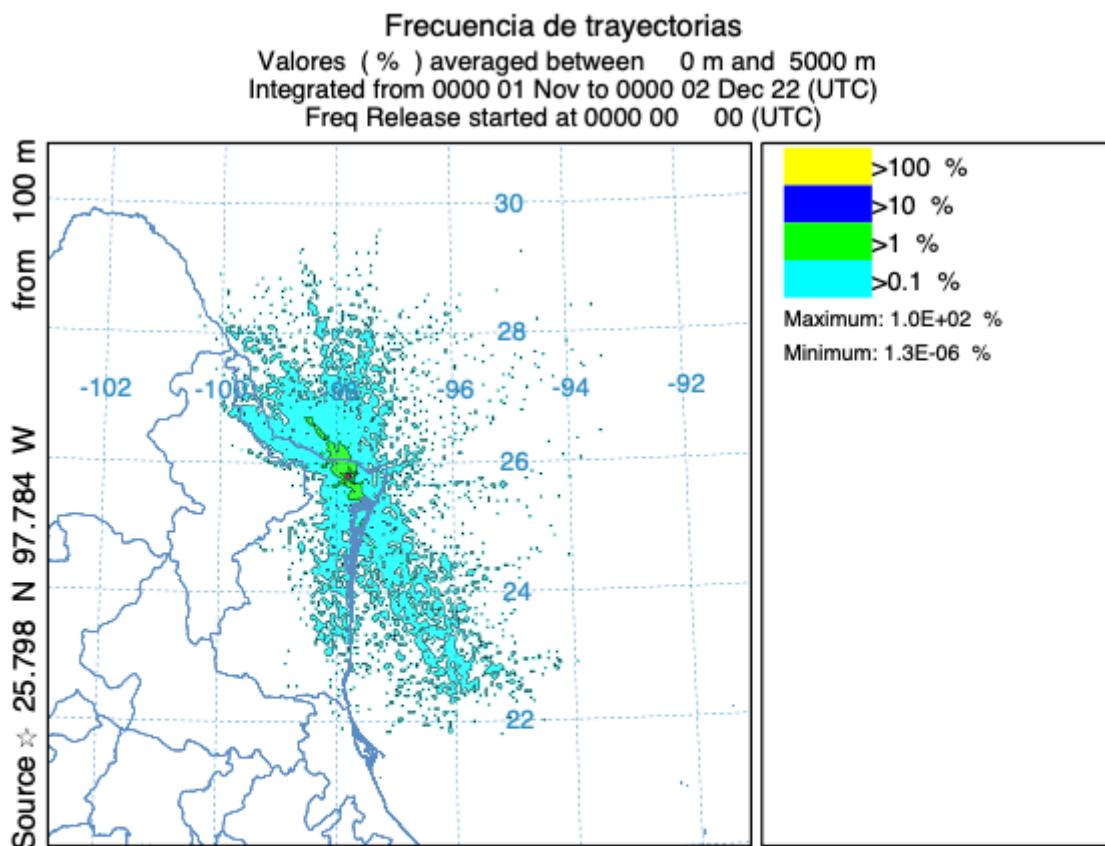 Frecuencia de trayectorias
Valores ( % ) averaged between 0 m and 5000 m
Integrated from 0000 01 Nov to 0000 02 Dec 22 (UTC)
Freq Release started at 0000 00 00 (UTC)
Source ☆ 25.798 N 97.784 W from 100 m
30
28
-102
-100
-98
-96
-94
-92
26
24
22
>100 %
>10 %
>1 %
>0.1 %
Maximum: 1.0E+02 %
Minimum: 1.3E-06 %